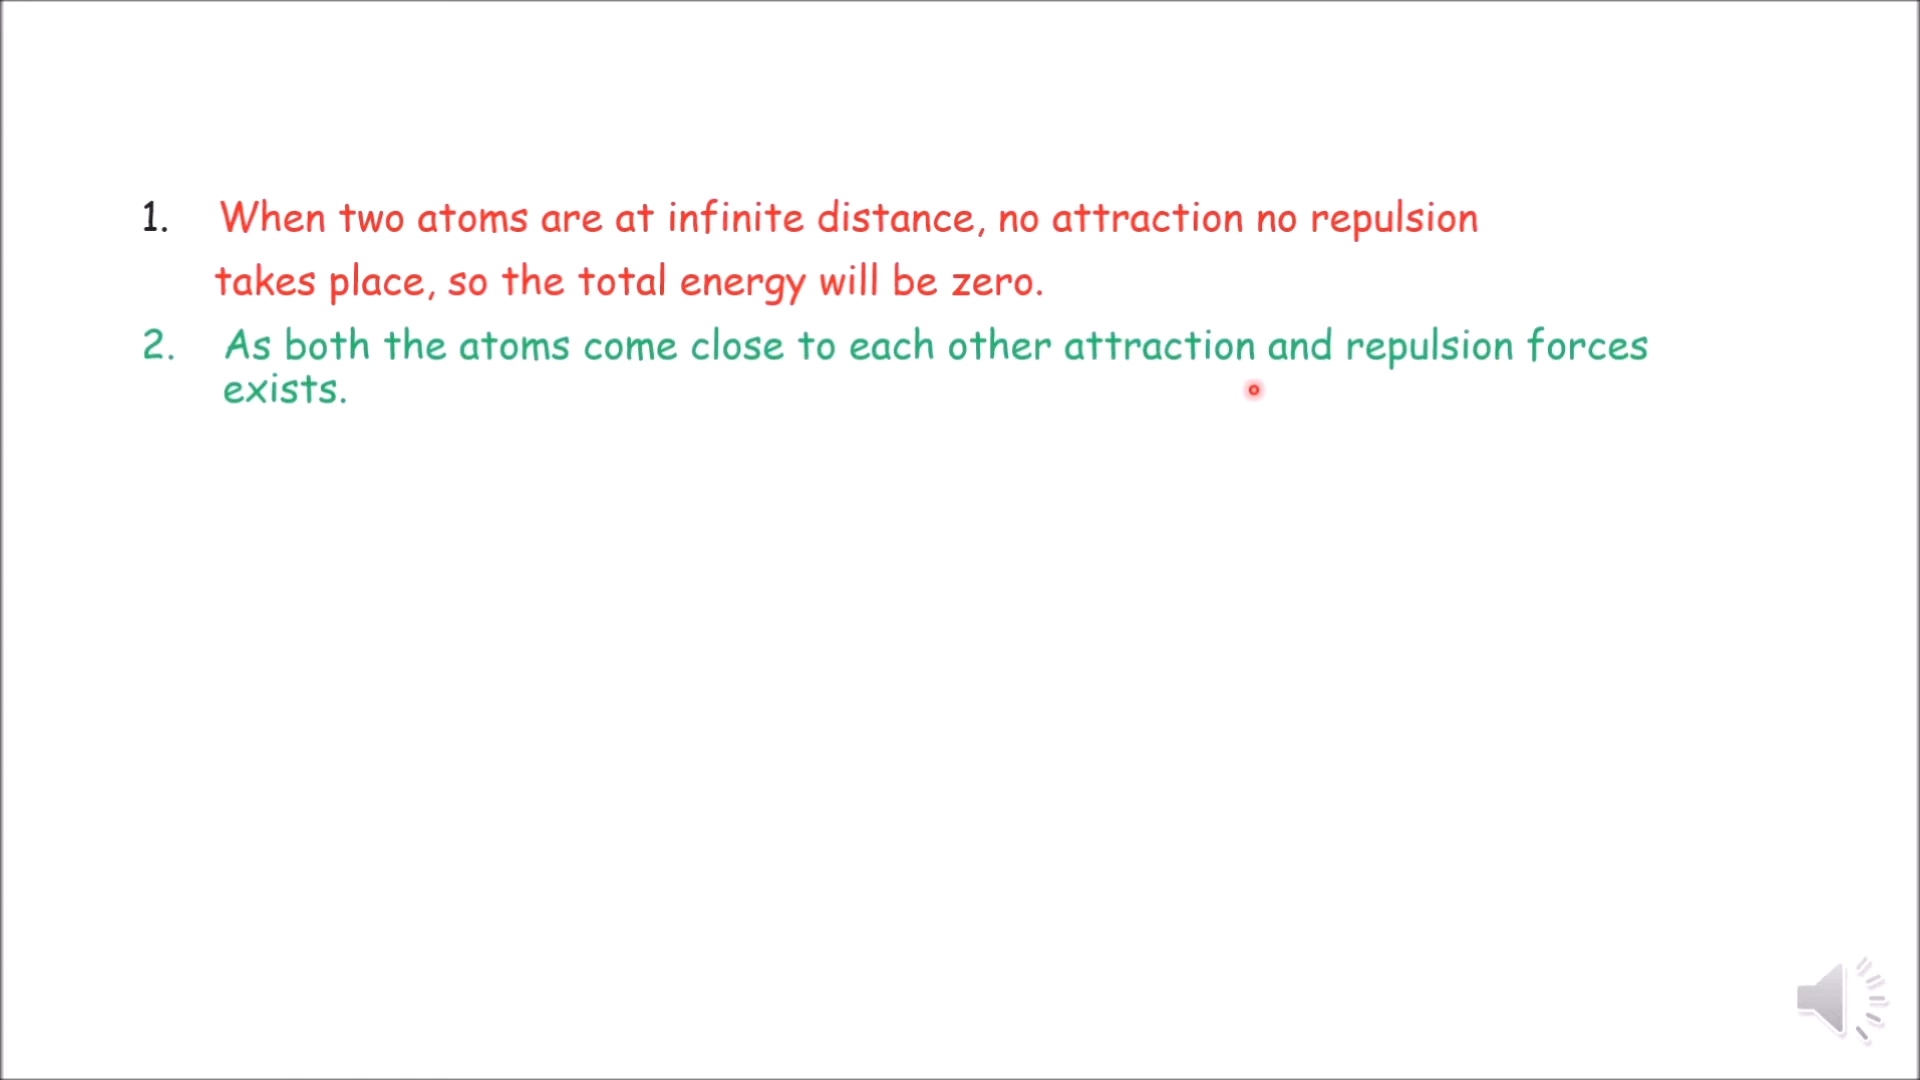 1. When two atoms are at infinite distance, no attraction no repulsion
takes place, so the total energy will be zero.
2. As both the atoms come close to each other attraction and repulsion forces
exists.